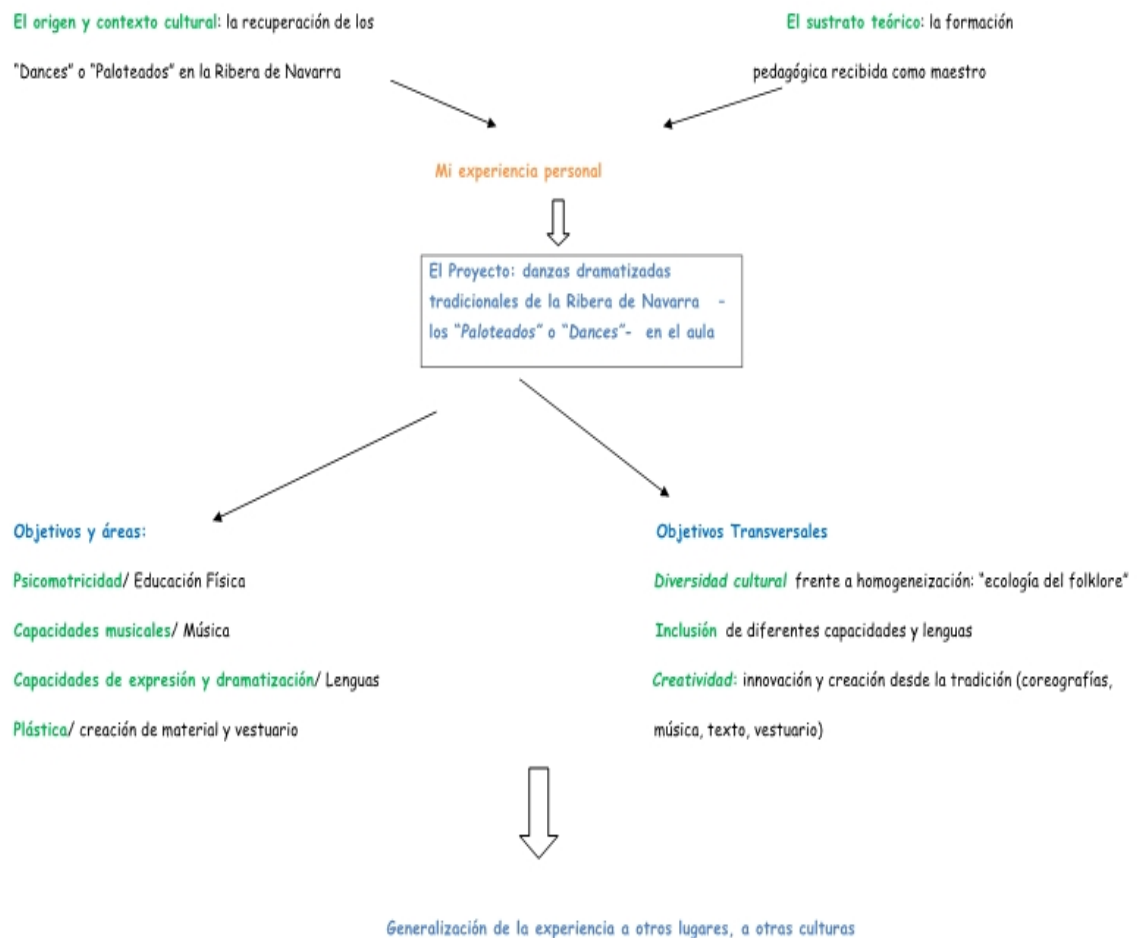 El origen y contexto cultural: la recuperación de los
"Dances" o "Paloteados" en la Ribera de Navarra
El sustrato teórico: la formación
pedagógica recibida como maestro
Mi experiencia personal
El Proyecto: danzas dramatizadas
tradicionales de la Ribera de Navarra -
los "Paloteados" o "Dances"- en el aula
Objetivos y áreas:
Psicomotricidad/ Educación Física
Capacidades musicales/ Música
Capacidades de expresión y dramatización/ Lenguas
Plástica/ creación de material y vestuario
Objetivos Transversales
Diversidad cultural frente a homogeneización: "ecología del folklore"
Inclusión de diferentes capacidades y lenguas
Creatividad: innovación y creación desde la tradición (coreografías,
música, texto, vestuario)
Generalización de la experiencia a otros lugares, a otras culturas